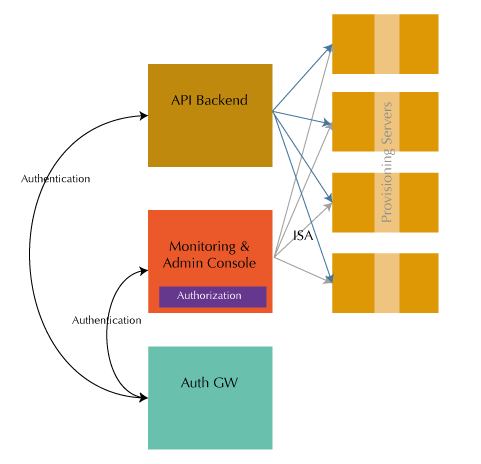 API Backend
Provisioning Servers
Authentication
Monitoring &
Admin Console
ISA
Authorization
Authentication
Auth GW